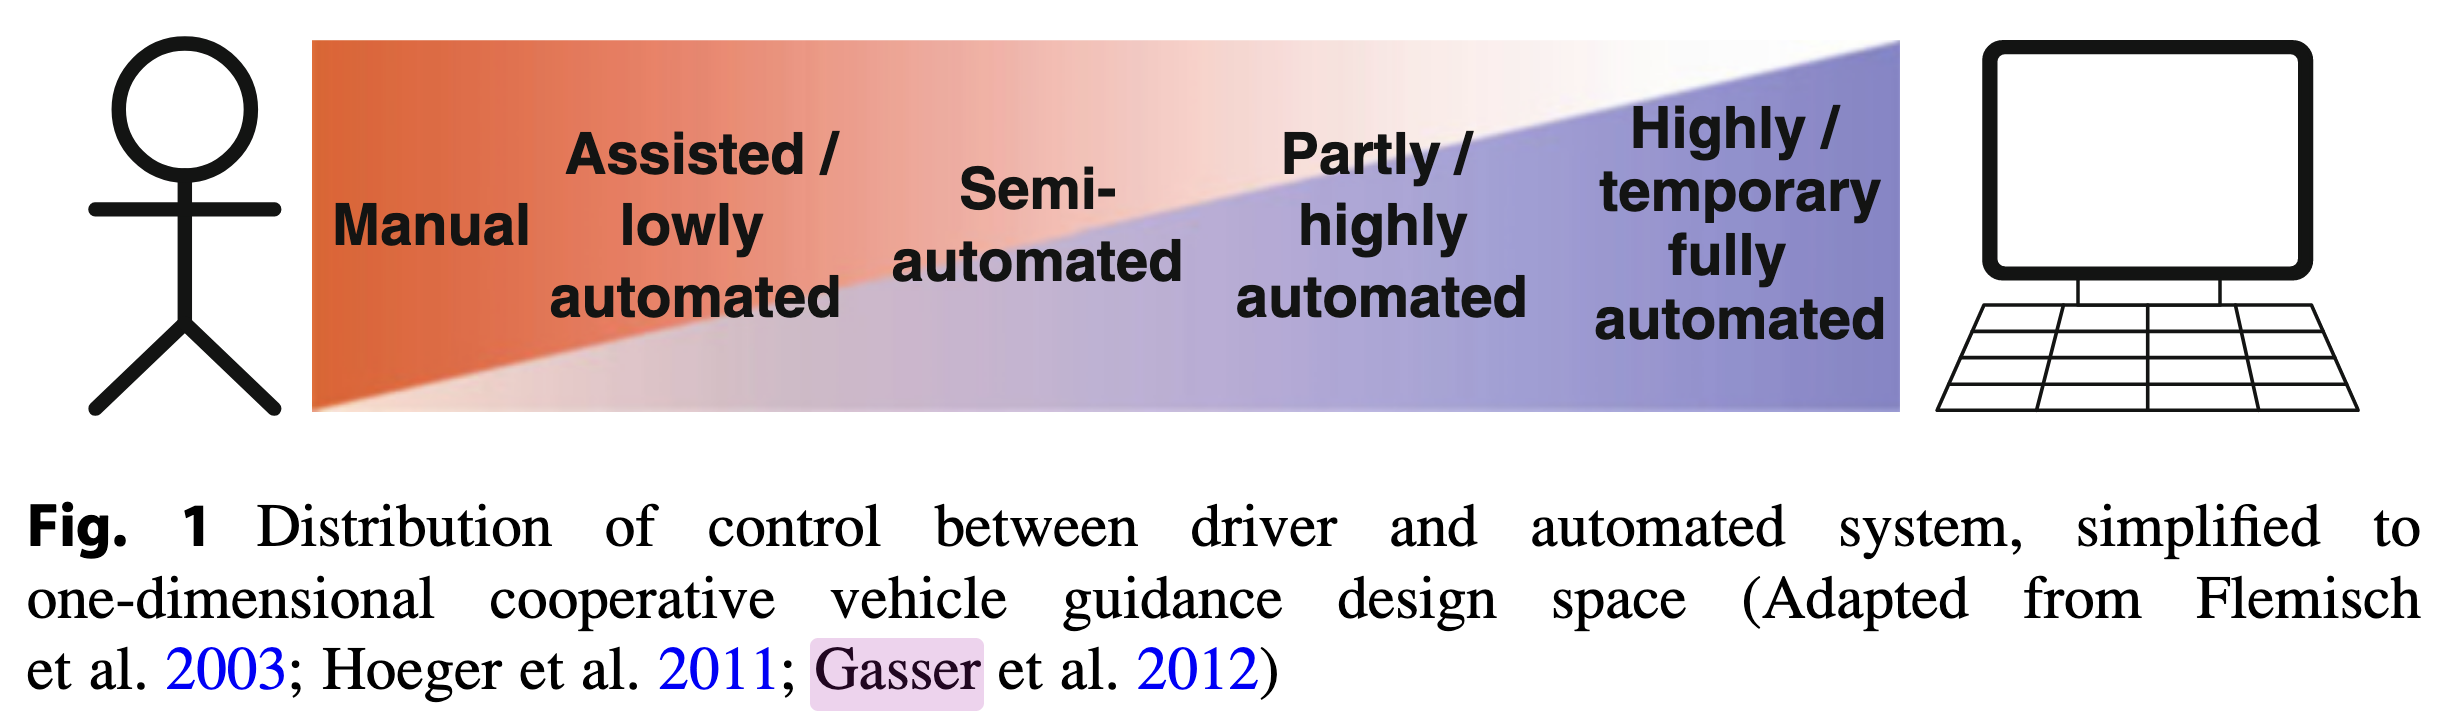 Manual
Assisted /
lowly
automated
Semi-
automated
Partly /
highly
automated
Highly /
temporary
fully
automated
Fig. 1 Distribution of control between driver and automated system, simplified to
one-dimensional cooperative vehicle guidance design space (Adapted from Flemisch
et al. 2003; Hoeger et al. 2011; Gasser et al. 2012)